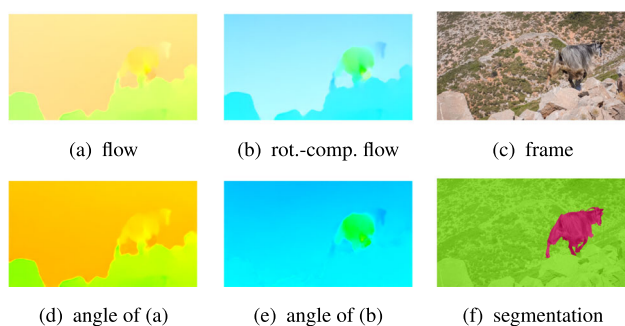 (a) flow
(b) rot.-comp. flow
(c) frame
(d) angle of (a)
(e) angle of (b)
(f) segmentation